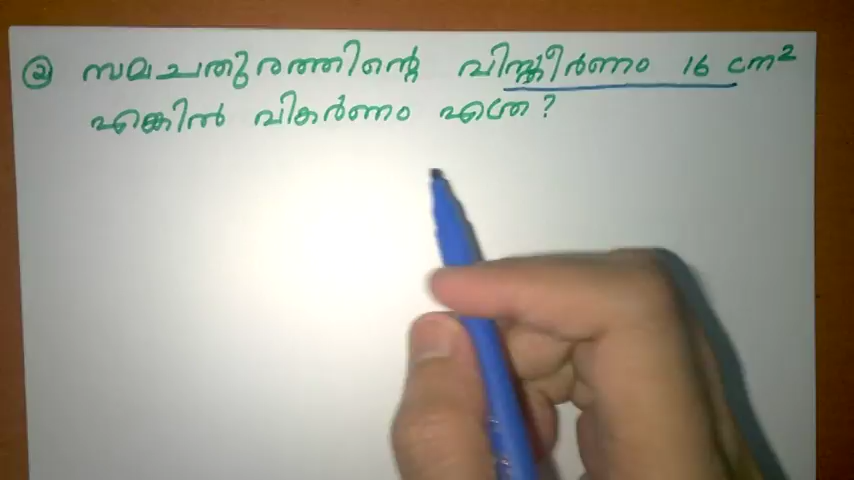 ② സമചതുരത്തിന്റെ വിസ്തീർണം 16 cm²
എങ്കിൽ വികർണം എത്ര?